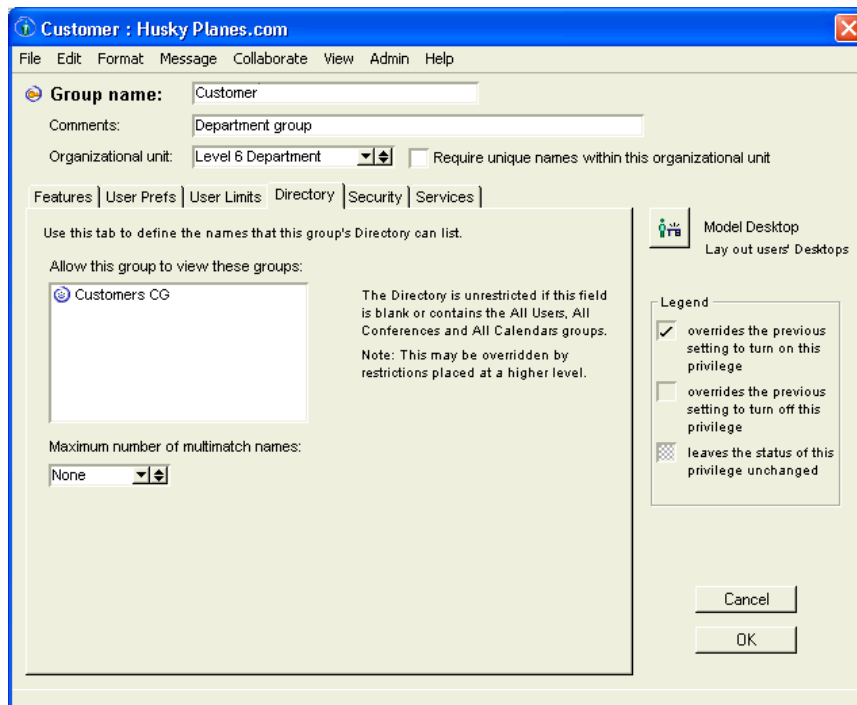 Customer : Husky Planes.com
File Edit Format Message Collaborate View Admin Help
Group name: Customer
Comments: Department group
Organizational unit: Level 6 Department Require unique names within this organizational unit
Features User Prefs User Limits Directory Security Services
Use this tab to define the names that this group's Directory can list.
Allow this group to view these groups:
Customers CG
The Directory is unrestricted if this field
is blank or contains the All Users, All
Conferences and All Calendars groups.
Note: This may be overridden by
restrictions placed at a higher level.
Maximum number of multimatch names:
None
Model Desktop
Lay out users' Desktops
Legend
overrides the previous
setting to turn on this
privilege
overrides the previous
setting to turn off this
privilege
leaves the status of this
privilege unchanged
Cancel
OK